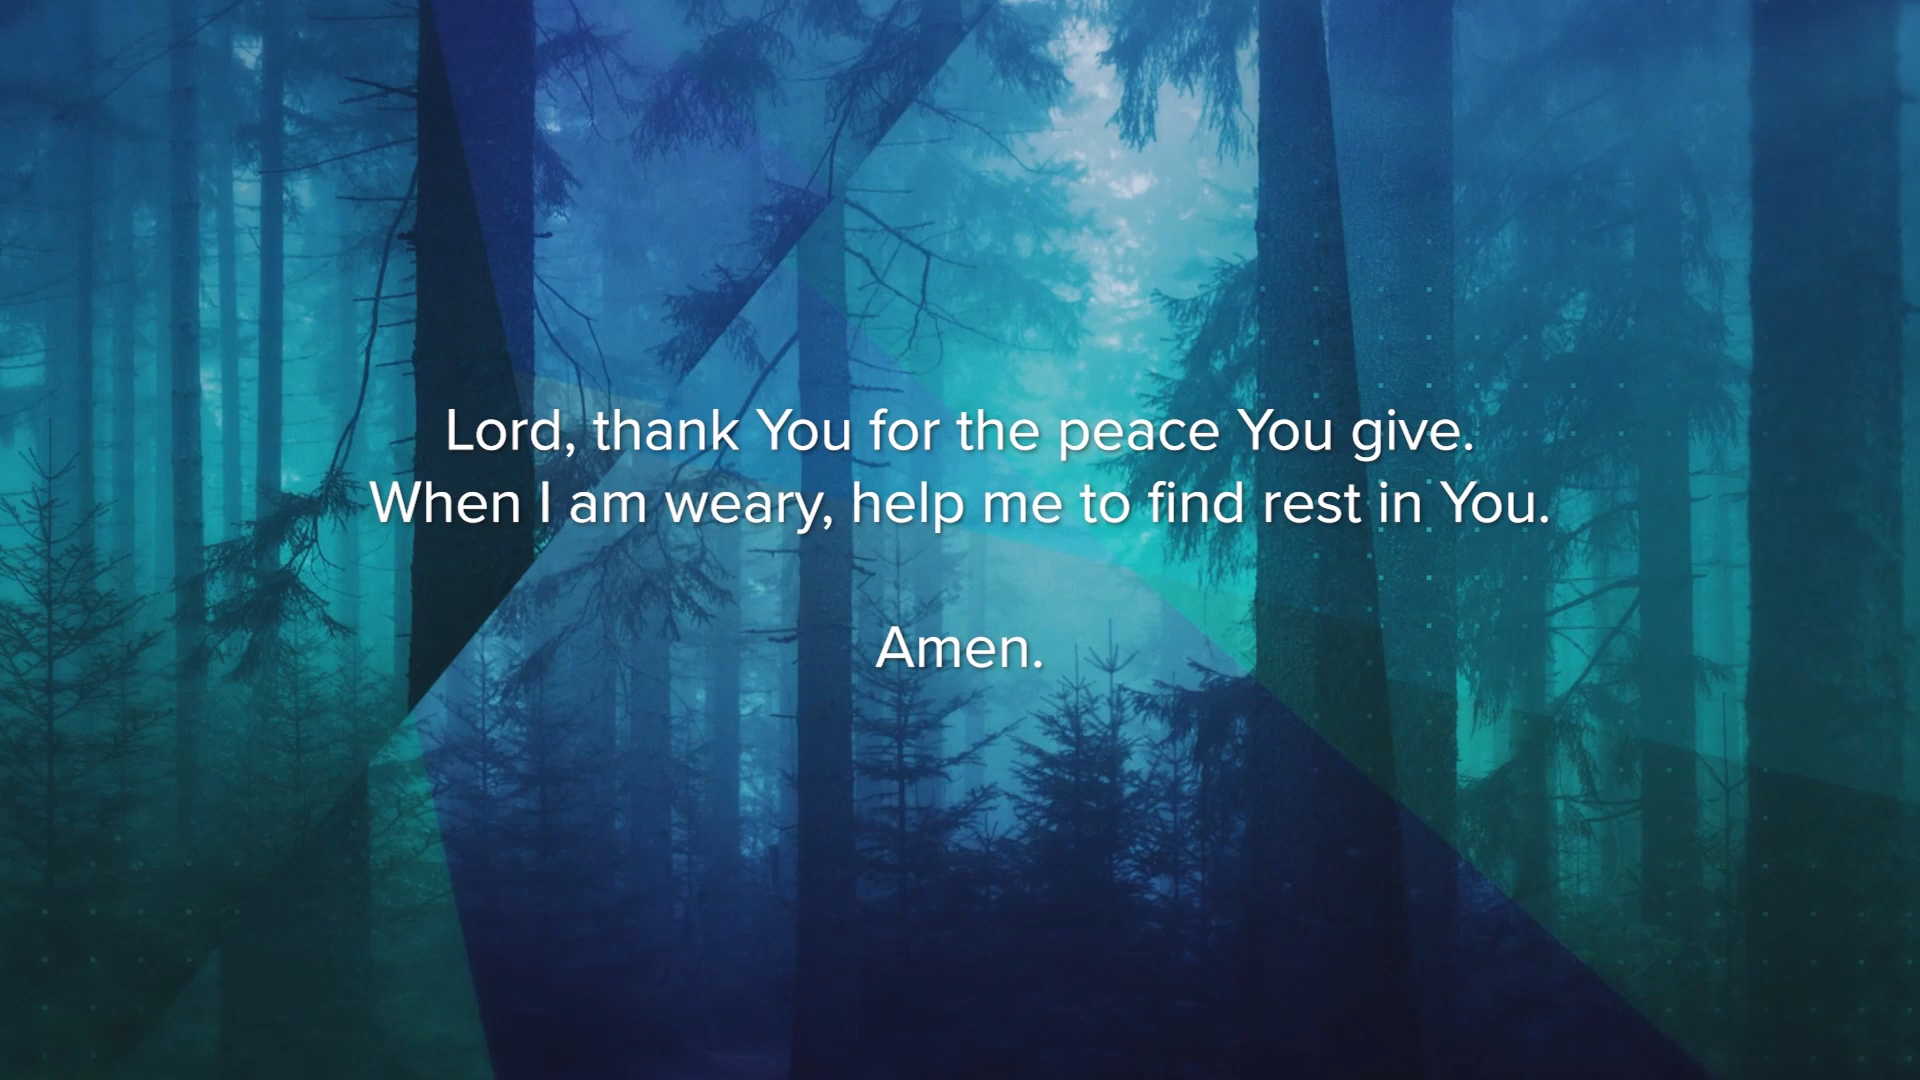 Lord, thank You for the peace You give.
When I am weary, help me to find rest in You.
Amen.